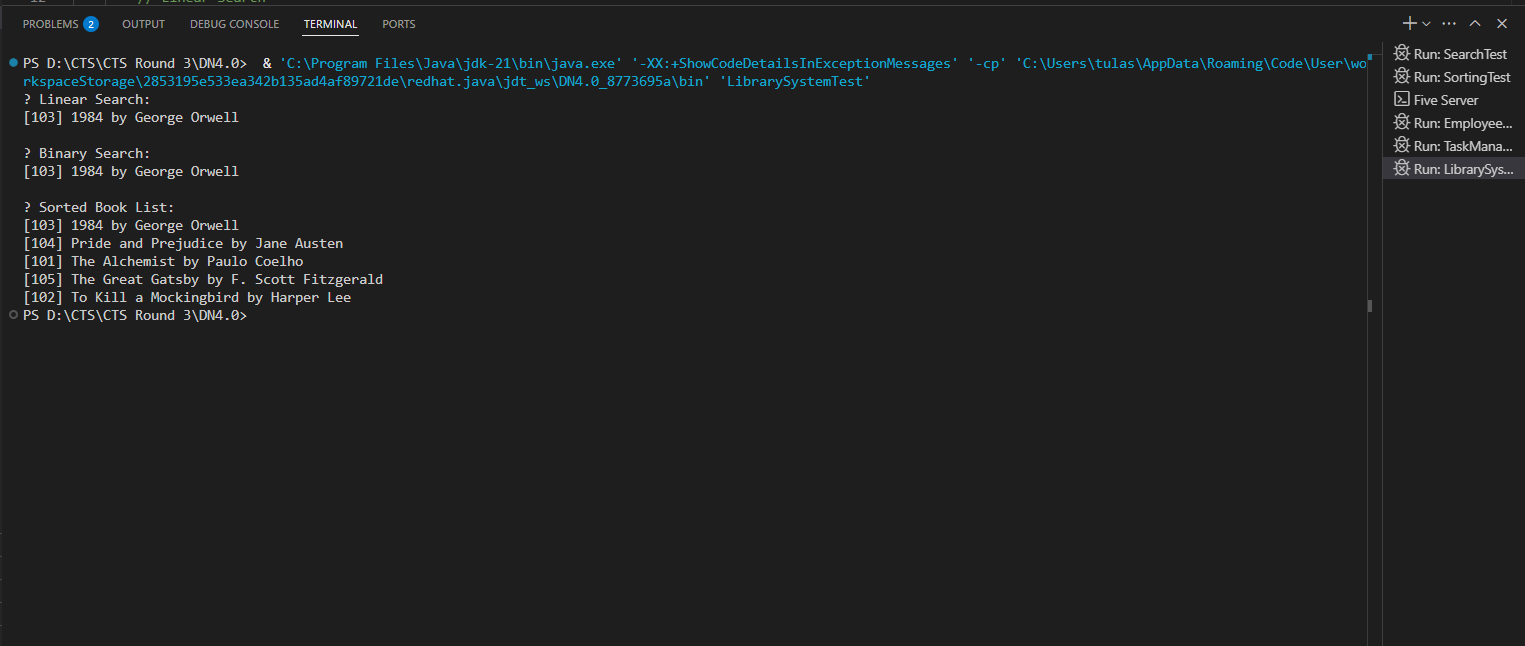 PROBLEMS 2 OUTPUT DEBUG CONSOLE TERMINAL PORTS
PS D:\CTS\CTS Round 3\DN4.0>  & 'C:\Program Files\Java\jdk-21\bin\java.exe' '-XX:+ShowCodeDetailsInExceptionMessages' '-cp' 'C:\Users\tulas\AppData\Roaming\Code\User\wo
rkspaceStorage\2853195e533ea342b135ad4af89721de\redhat.java\jdt_ws\DN4.0_8773695a\bin' 'LibrarySystemTest'
? Linear Search:
[103] 1984 by George Orwell
? Binary Search:
[103] 1984 by George Orwell
? Sorted Book List:
[103] 1984 by George Orwell
[104] Pride and Prejudice by Jane Austen
[101] The Alchemist by Paulo Coelho
[105] The Great Gatsby by F. Scott Fitzgerald
[102] To Kill a Mockingbird by Harper Lee
PS D:\CTS\CTS Round 3\DN4.0>
Run: SearchTest
Run: SortingTest
Five Server
Run: Employee...
Run: TaskMana...
Run: LibrarySys...